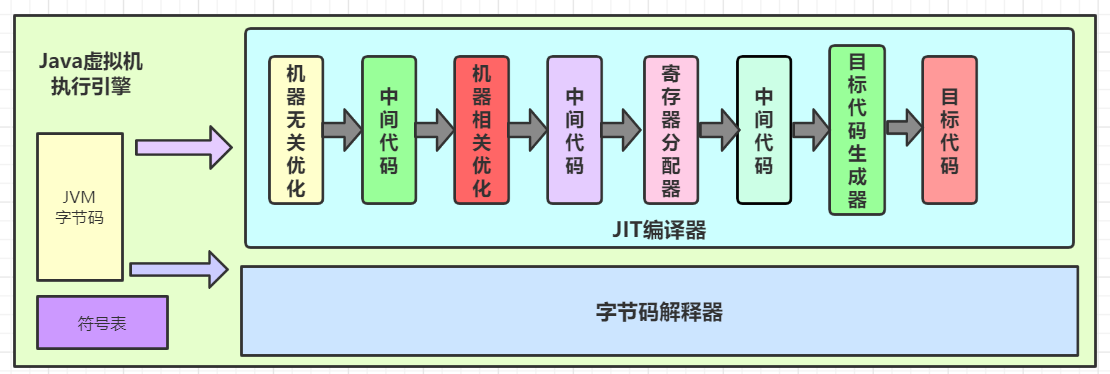 Java虚拟机
执行引擎
JVM
字节码
符号表
机器无关优化
中间代码
机器相关优化
中间代码
寄存器分配器
中间代码
目标代码生成器
目标代码
JIT编译器
字节码解释器